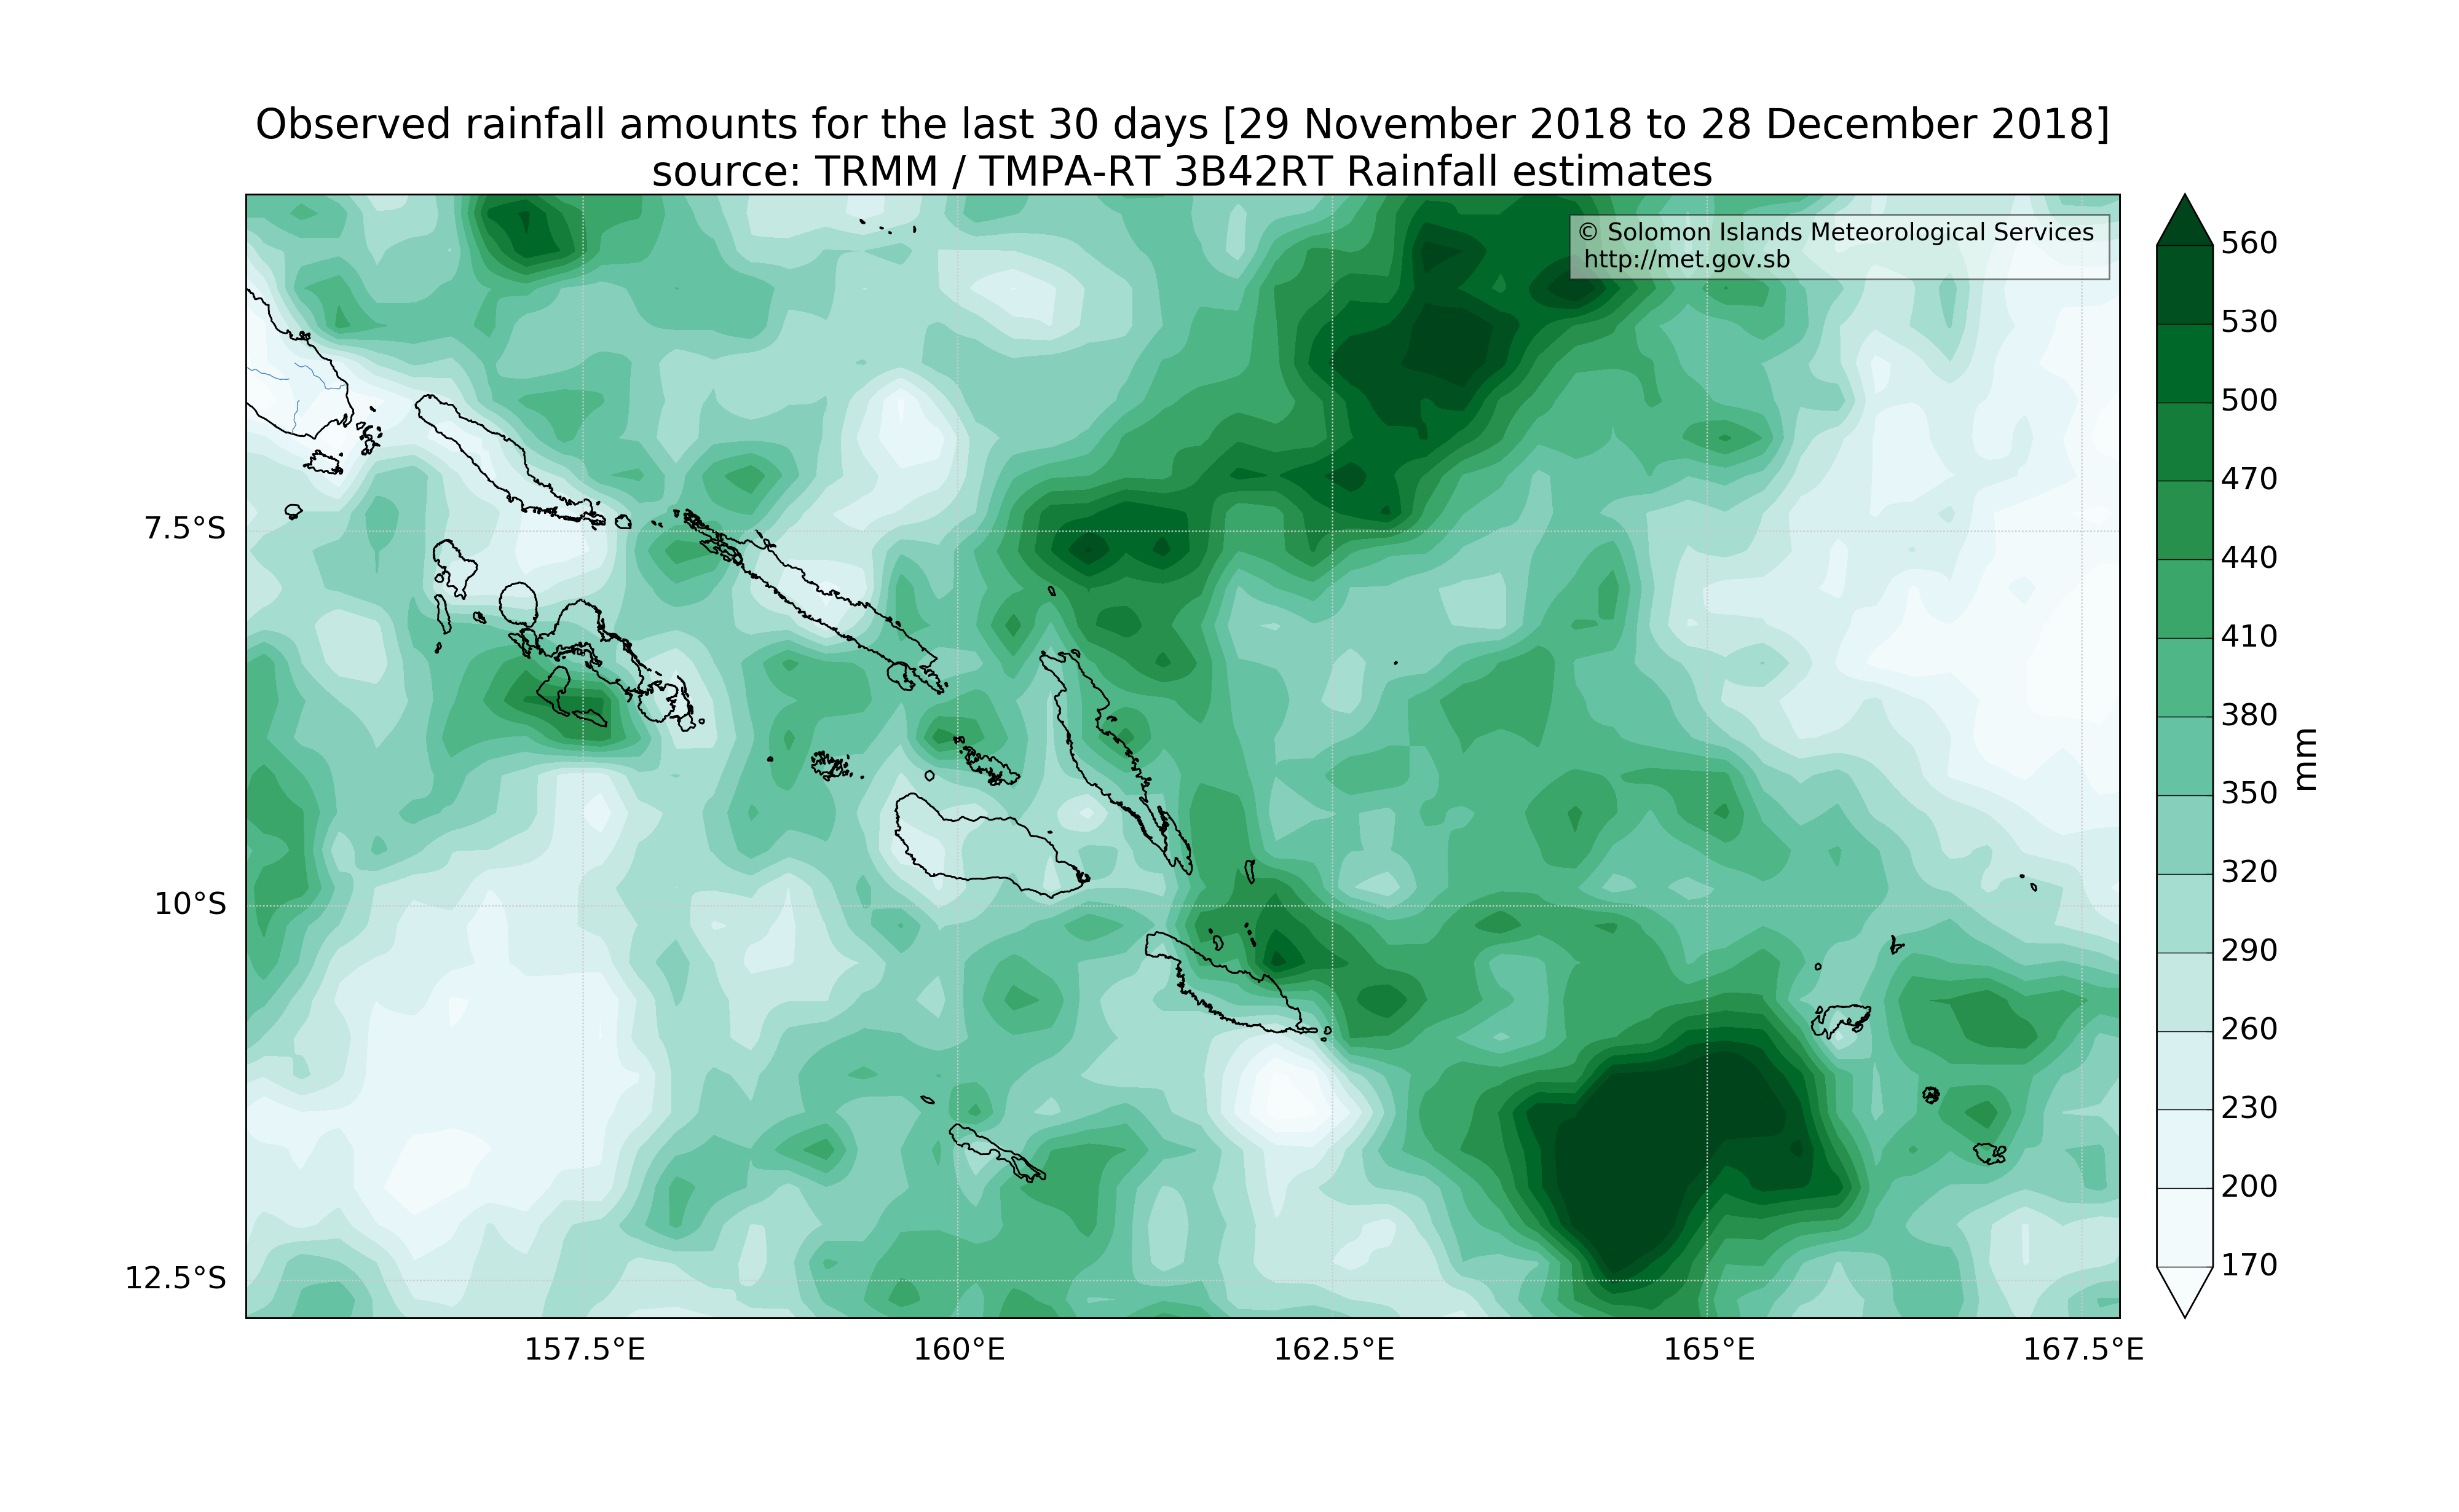 Observed rainfall amounts for the last 30 days [29 November 2018 to 28 December 2018]
source: TRMM / TMPA-RT 3B42RT Rainfall estimates
© Solomon Islands Meteorological Services
http://met.gov.sb
7.5°S
10°S
12.5°S
157.5°E
160°E
162.5°E
165°E
167.5°E
560
530
500
470
440
410
380
350
320
290
260
230
200
170
mm